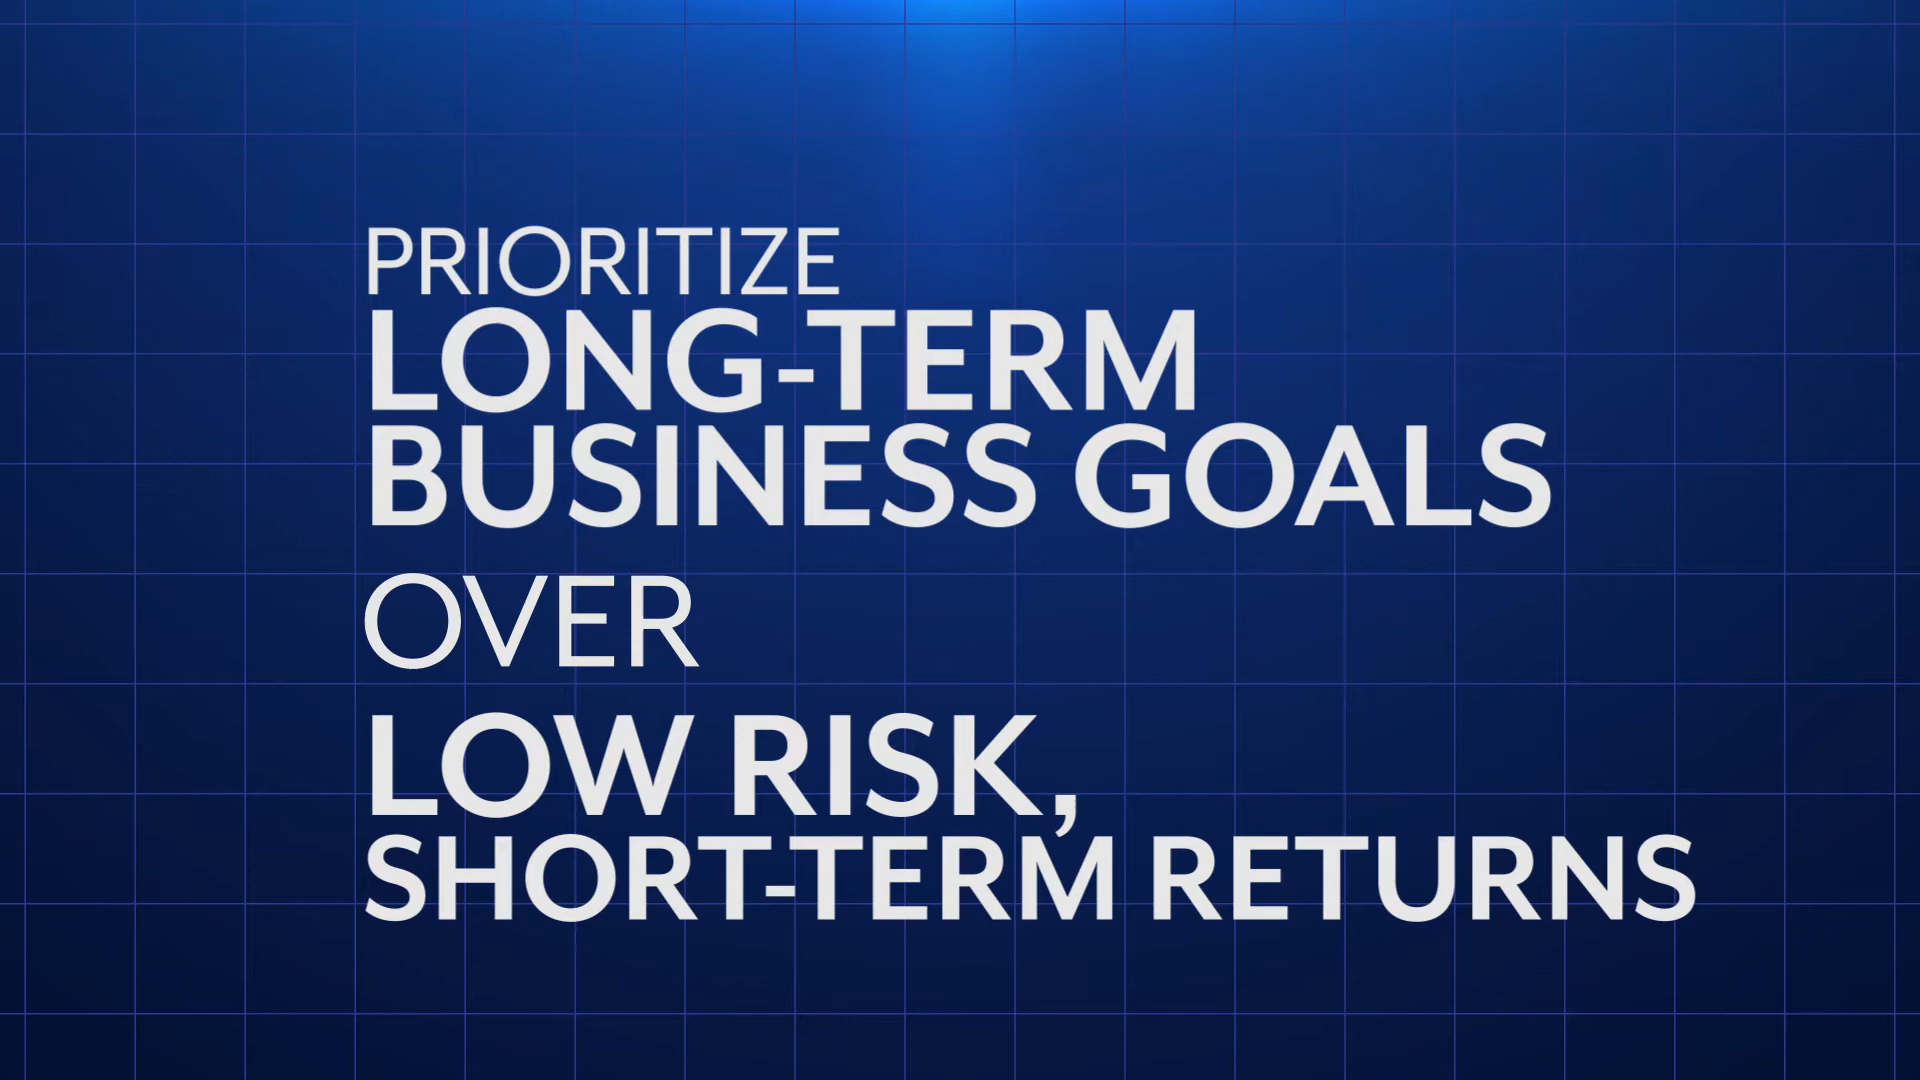 PRIORITIZE
LONG-TERM
BUSINESS GOALS
OVER
LOW RISK,
SHORT-TERM RETURNS